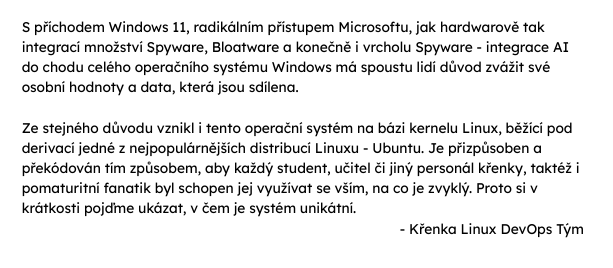 S příchodem Windows 11, radikálním přístupem Microsoftu, jak hardwarově tak
integrací množství Spyware, Bloatware a konečně i vrcholu Spyware - integrace AI
do chodu celého operačního systému Windows má spoustu lidí důvod zvážit své
osobní hodnoty a data, která jsou sdílena.
Ze stejného důvodu vznikl i tento operační systém na bázi kernelu Linux, běžící pod
derivací jedné z nejpopulárnějších distribucí Linuxu - Ubuntu. Je přizpůsoben a
překódován tím způsobem, aby každý student, učitel či jiný personál křenky, taktéž i
pomaturitní fanatik byl schopen jej využívat se vším, na co je zvyklý. Proto si v
krátkosti pojďme ukázat, v čem je systém unikátní.
- Křenka Linux DevOps Tým